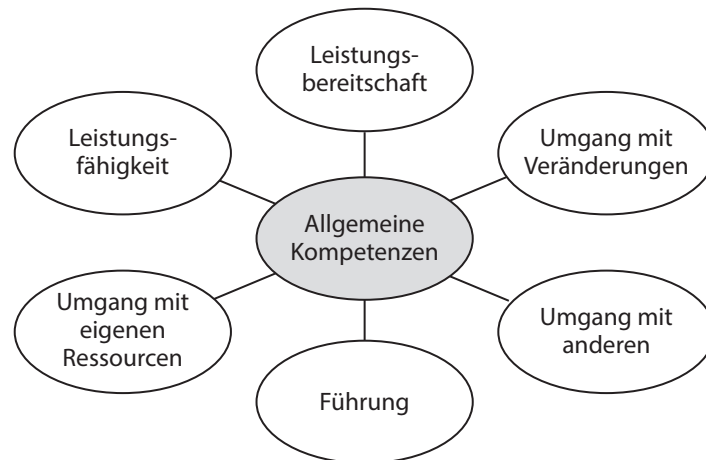 Leistungs-
bereitschaft
Leistungs-
fähigkeit
Umgang mit
Veränderungen
Allgemeine
Kompetenzen
Umgang mit
eigenen
Ressourcen
Umgang mit
anderen
Führung